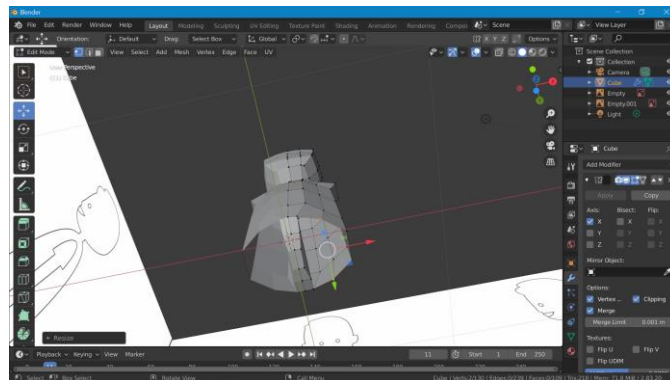 Blender
File Edit Render Window Help Layout Modeling Sculpting UV Editing Texture Paint Shading Animation Rendering Compo Scene View Layer
Orientation: Default Drag: Select Box Global Options
Edit Mode View Select Add Mesh Vertex Edge Face UV
Perspective
Cube
Scene Collection
Collection
Camera
Cube
Empty
Empty.001
Light
Cube
Add Modifier
Apply Copy
Axis: Bisect: Flip:
X X X
Y Y Y
Z Z Z
Mirror Object:
Options:
Vertex .. Clipping
Merge
Merge Limit 0.001 m
Textures:
Flip U Flip V
Flip UDIM
Resize
Playback Keying View Marker 11 Start 1 End 250
Select Box Select Rotate View Call Menu